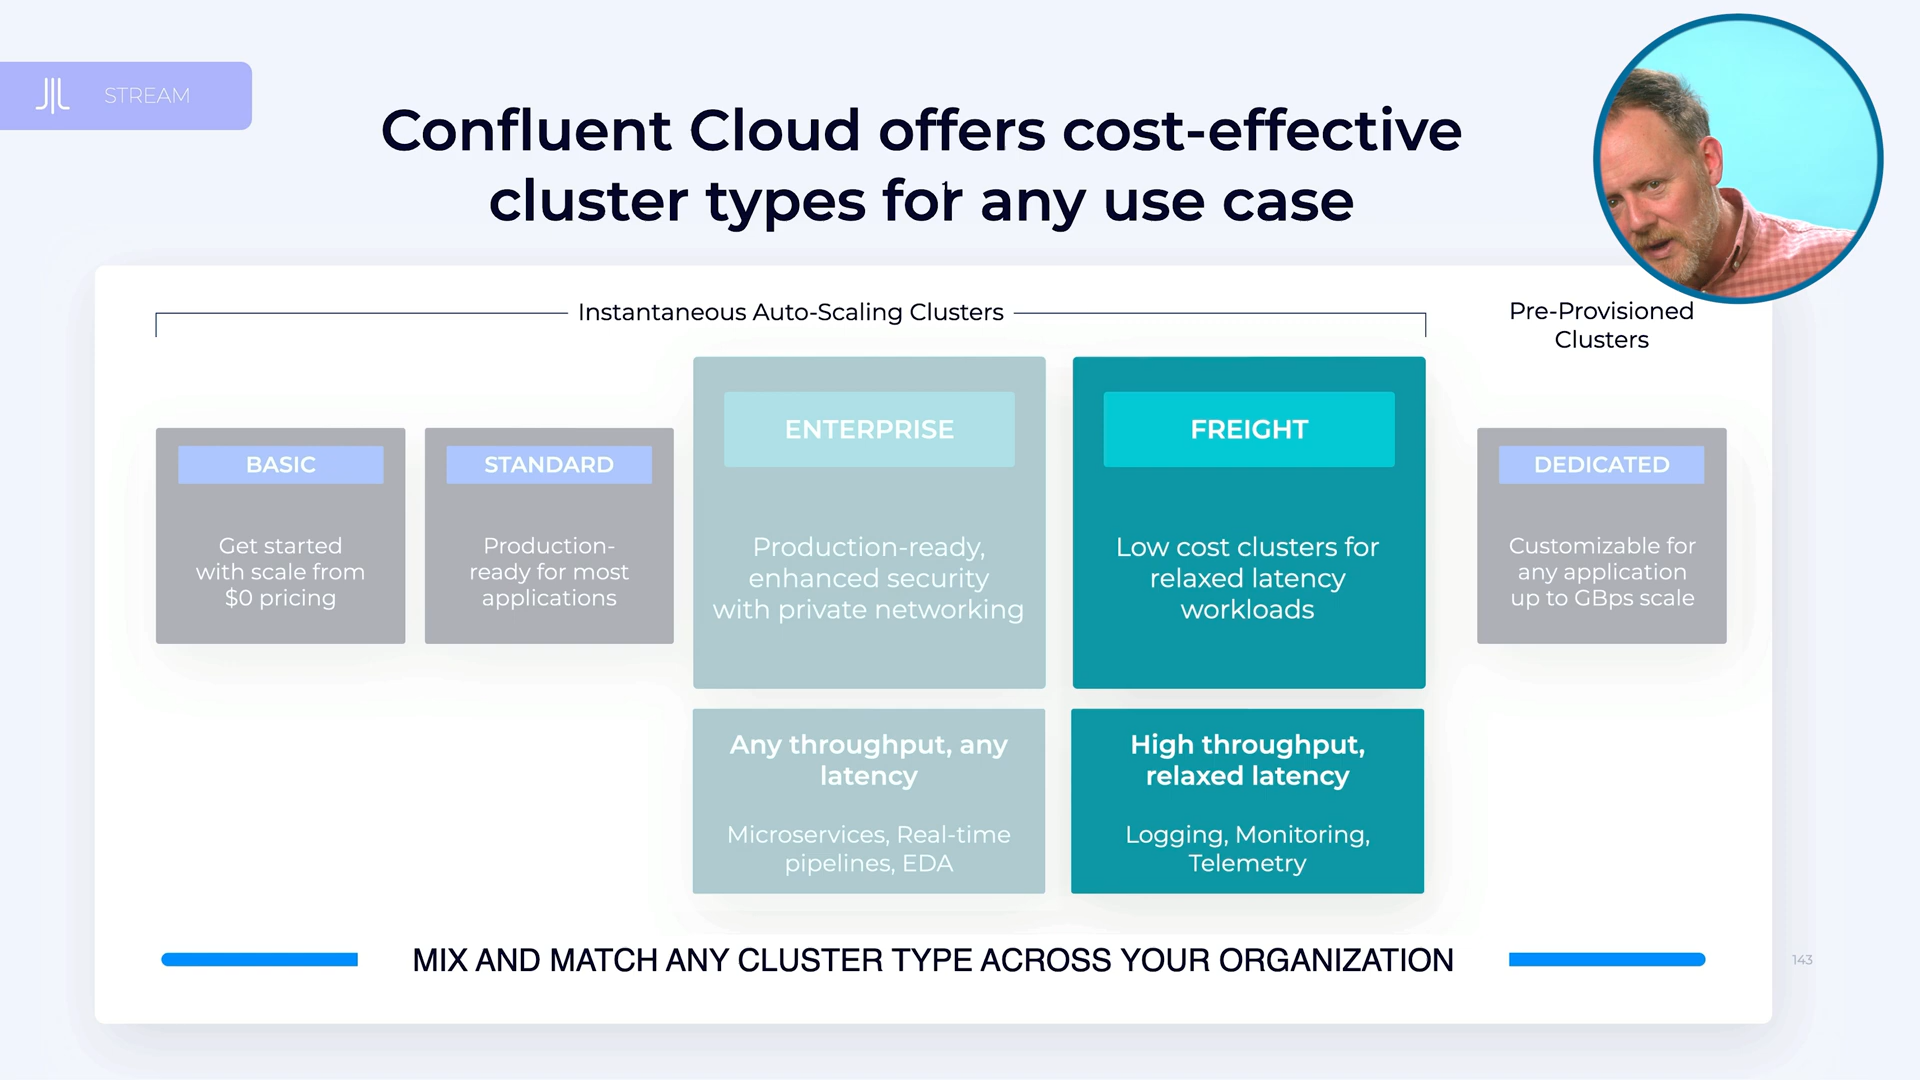 STREAM
Confluent Cloud offers cost-effective
cluster types for any use case
Instantaneous Auto-Scaling Clusters
Pre-Provisioned
Clusters
BASIC
Get started
with scale from
$0 pricing
STANDARD
Production-
ready for most
applications
ENTERPRISE
Production-ready,
enhanced security
with private networking
Any throughput, any
latency
Microservices, Real-time
pipelines, EDA
FREIGHT
Low cost clusters for
relaxed latency
workloads
High throughput,
relaxed latency
Logging, Monitoring,
Telemetry
DEDICATED
Customizable for
any application
up to GBps scale
MIX AND MATCH ANY CLUSTER TYPE ACROSS YOUR ORGANIZATION
143